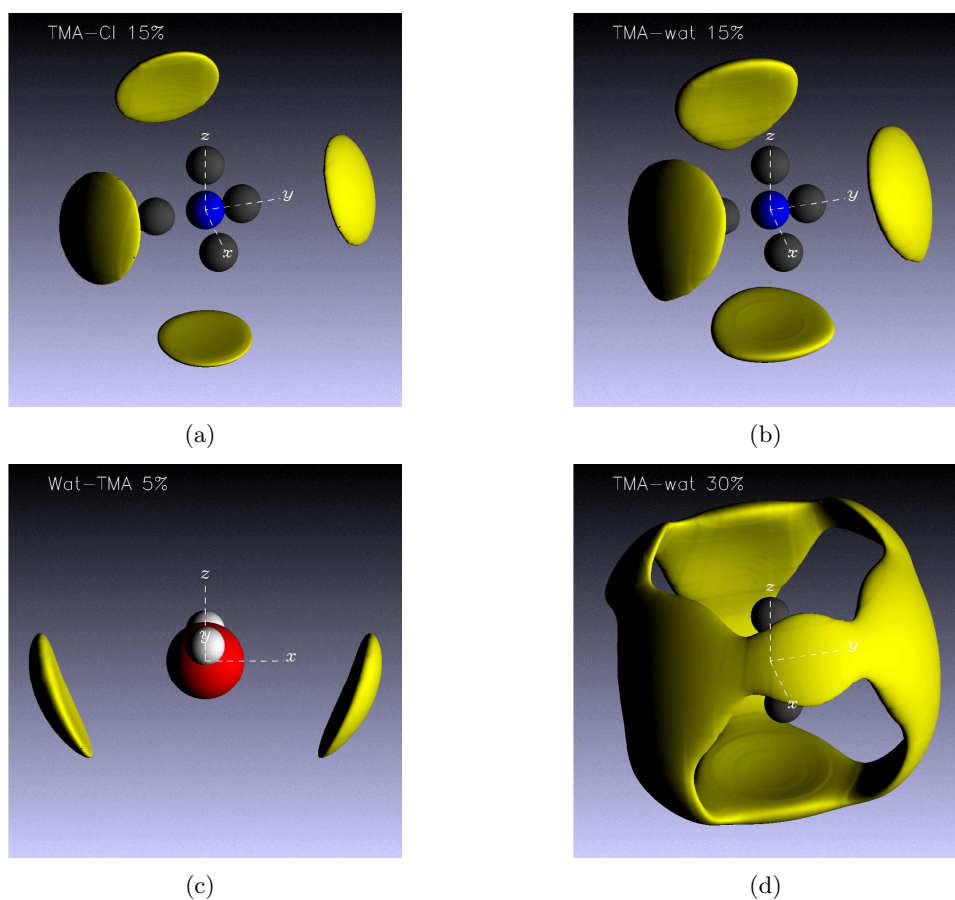 TMA-Cl 15%
z
y
x
(a)
TMA-wat 15%
z
y
x
(b)
Wat-TMA 5%
z
y
x
(c)
TMA-wat 30%
z
y
x
(d)